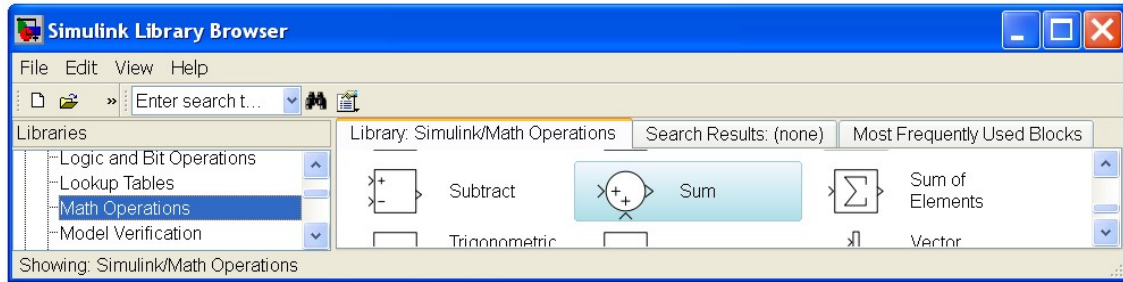 Simulink Library Browser
File Edit View Help
» Enter search t...
Libraries
Library: Simulink/Math Operations Search Results: (none) Most Frequently Used Blocks
Logic and Bit Operations
Lookup Tables
Math Operations
Model Verification
+ − Subtract
+ + Sum
∑ Sum of
Elements
Trigonometric
Vector
Showing: Simulink/Math Operations